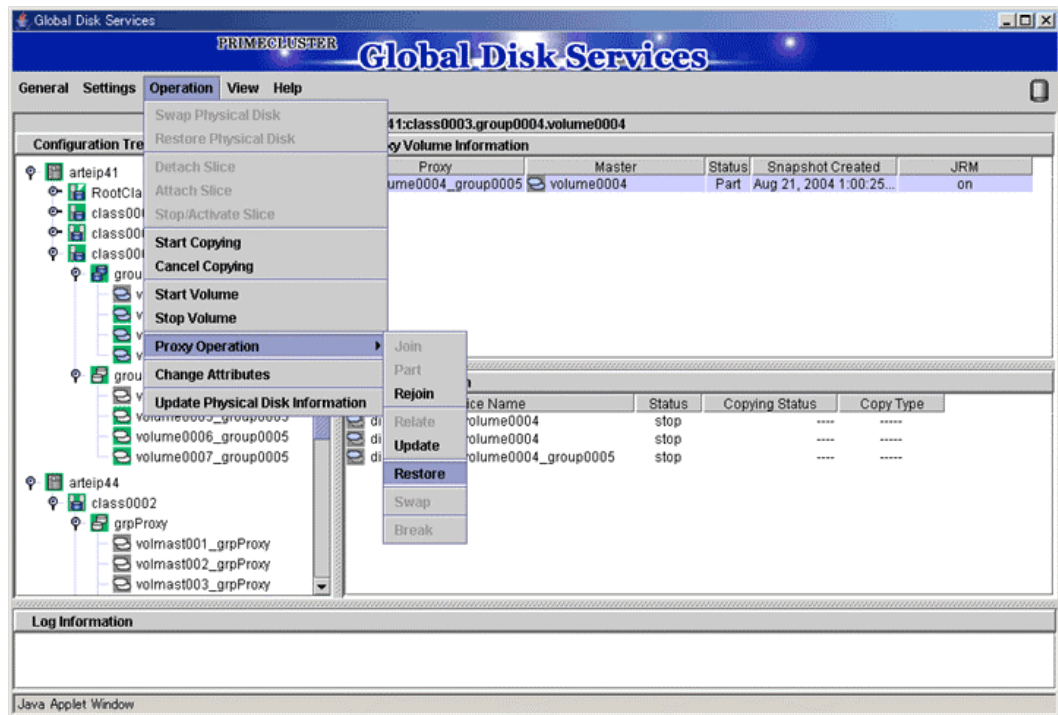 Global Disk Services
PRIMECLUSTER
Global Disk Services
General Settings Operation View Help
Swap Physical Disk
Restore Physical Disk
Detach Slice
Attach Slice
Stop/Activate Slice
Start Copying
Cancel Copying
Start Volume
Stop Volume
Proxy Operation
Change Attributes
Update Physical Disk Information
Join
Part
Rejoin
Relate
Update
Restore
Swap
Break
41:class0003.group0004.volume0004
Configuration Tre
xy Volume Information
Proxy Master Status Snapshot Created JRM
ume0004_group0005 volume0004 Part Aug 21, 2004 1:00:25... on
arteip41
RootCla
class000
class000
class000
grou
v
v
v
v
grou
v
volume0005_group0005
volume0006_group0005
volume0007_group0005
arteip44
class0002
grpProxy
volmast001_grpProxy
volmast002_grpProxy
volmast003_grpProxy
ice Name Status Copying Status Copy Type
di volume0004 stop ---- -----
di volume0004 stop ---- -----
di volume0004_group0005 stop ---- -----
Log Information
Java Applet Window